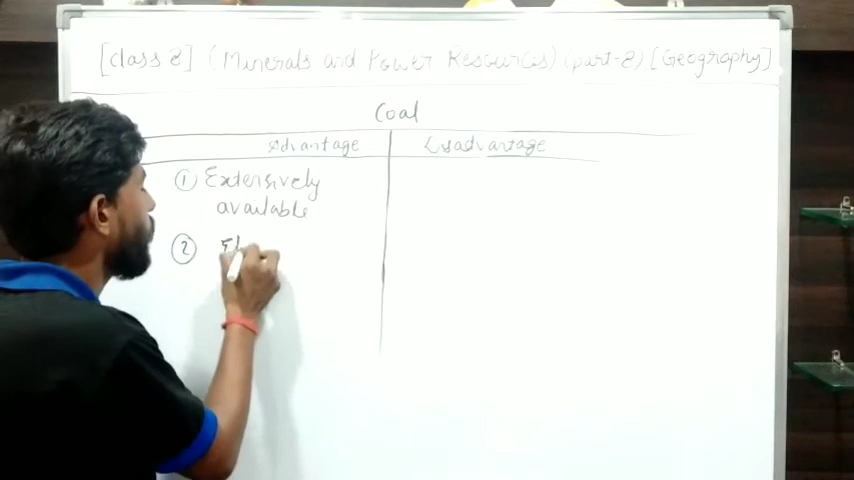 [Class 8] (Minerals and Power Resources) (part-8) [Geography]
Coal
Advantage Disadvantage
① Extensively
available
②